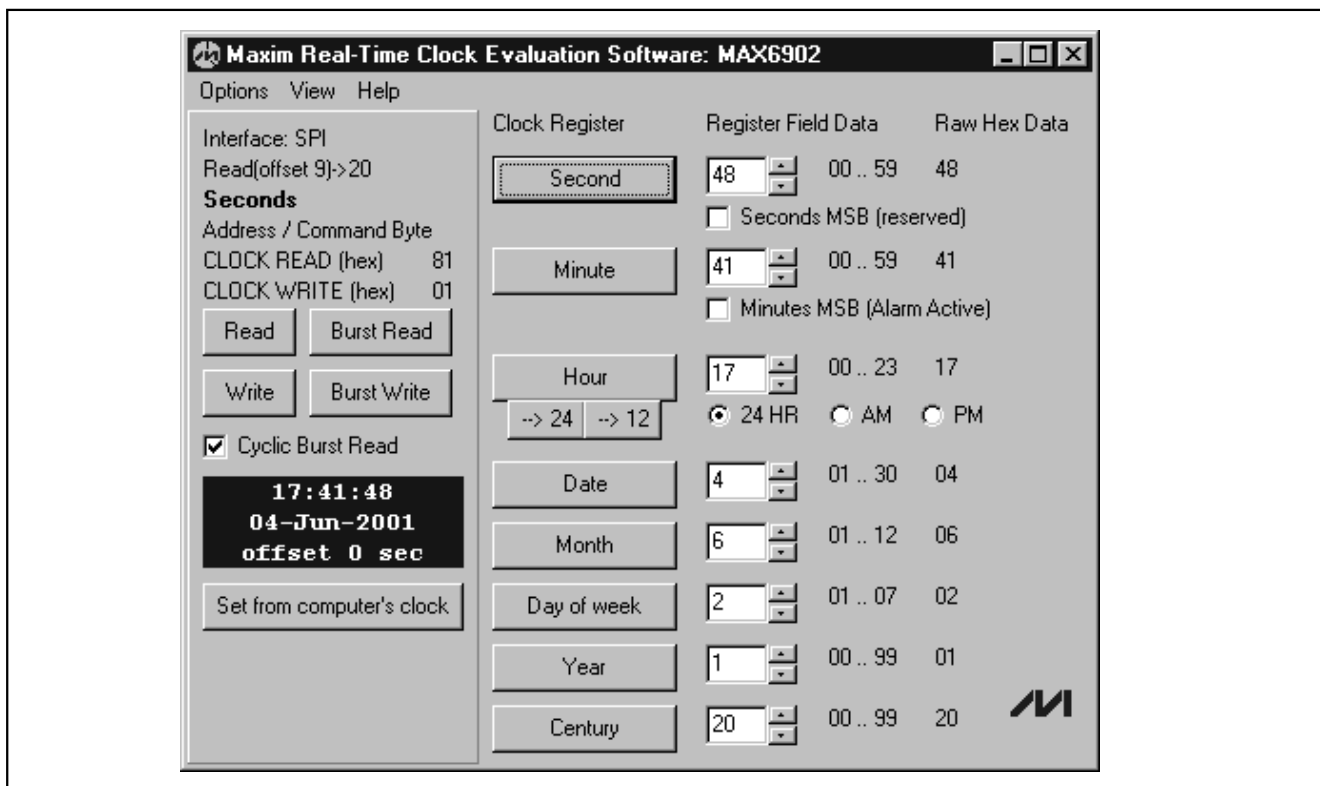 Maxim Real-Time Clock Evaluation Software: MAX6902
Options View Help
Interface: SPI
Read(offset 9)->20
Seconds
Address / Command Byte
CLOCK READ (hex) 81
CLOCK WRITE (hex) 01
Read Burst Read
Write Burst Write
Cyclic Burst Read
17:41:48
04-Jun-2001
offset 0 sec
Set from computer's clock
Clock Register Register Field Data Raw Hex Data
Second 48 00 .. 59 48
Seconds MSB (reserved)
Minute 41 00 .. 59 41
Minutes MSB (Alarm Active)
Hour 17 00 .. 23 17
--> 24 --> 12 24 HR AM PM
Date 4 01 .. 30 04
Month 6 01 .. 12 06
Day of week 2 01 .. 07 02
Year 1 00 .. 99 01
Century 20 00 .. 99 20